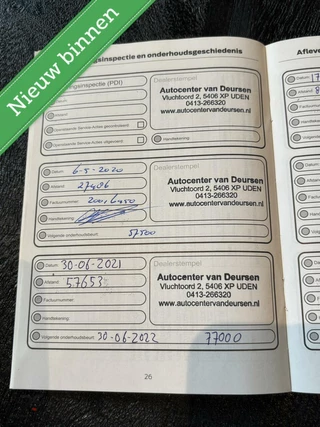 Nieuw binnen
gsinspectie en onderhoudsgeschiedenis
Afleve
ngsinspectie (PDI)
Dealerstempel
Autocenter van Deursen
Vluchtoord 2, 5406 XP UDEN
0413-266320
www.autocentervandeursen.nl
Handtekening
Datum: 6-5-2020
Afstand: 27406
Factuurnummer:
Handtekening:
Volgende onderhoudsbeurt: 57500
Dealerstempel
Autocenter van Deursen
Vluchtoord 2, 5406 XP UDEN
0413-266320
www.autocentervandeursen.nl
Datum: 30-06-2021
Afstand: 57653
Factuurnummer:
Handtekening:
Dealerstempel
Autocenter van Deursen
Vluchtoord 2, 5406 XP UDEN
0413-266320
www.autocentervandeursen.nl
Volgende onderhoudsbeurt: 30-06-2022 77000
26